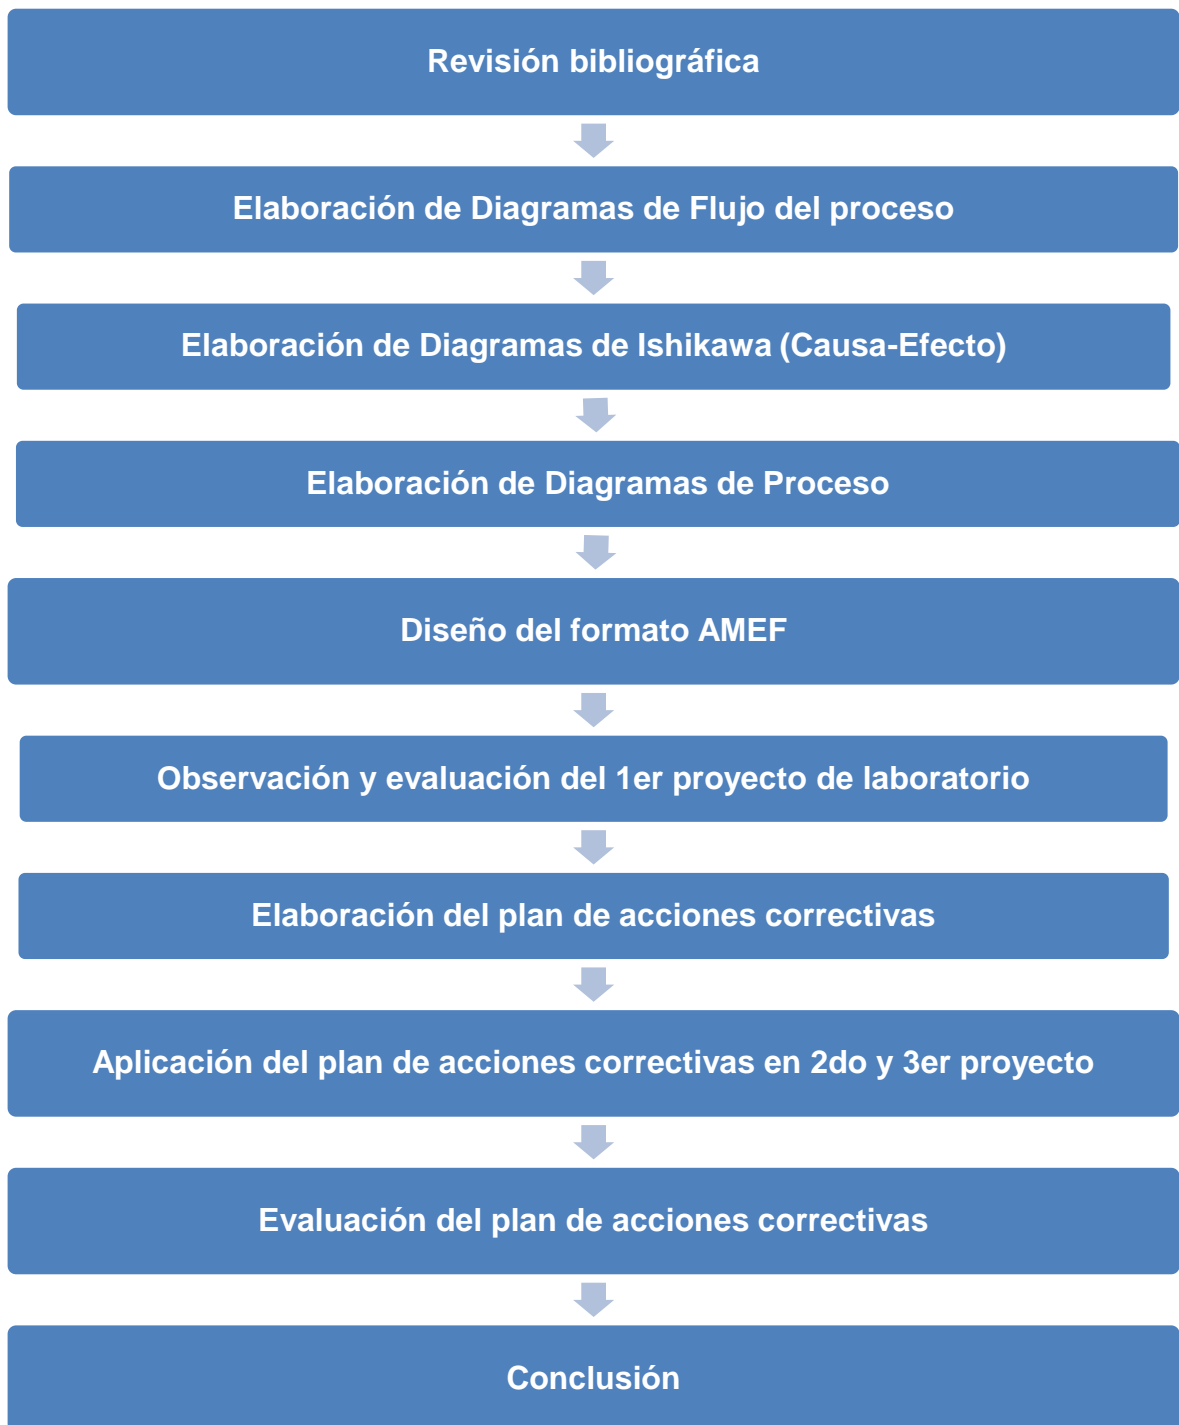 Revisión bibliográfica
Elaboración de Diagramas de Flujo del proceso
Elaboración de Diagramas de Ishikawa (Causa-Efecto)
Elaboración de Diagramas de Proceso
Diseño del formato AMEF
Observación y evaluación del 1er proyecto de laboratorio
Elaboración del plan de acciones correctivas
Aplicación del plan de acciones correctivas en 2do y 3er proyecto
Evaluación del plan de acciones correctivas
Conclusión